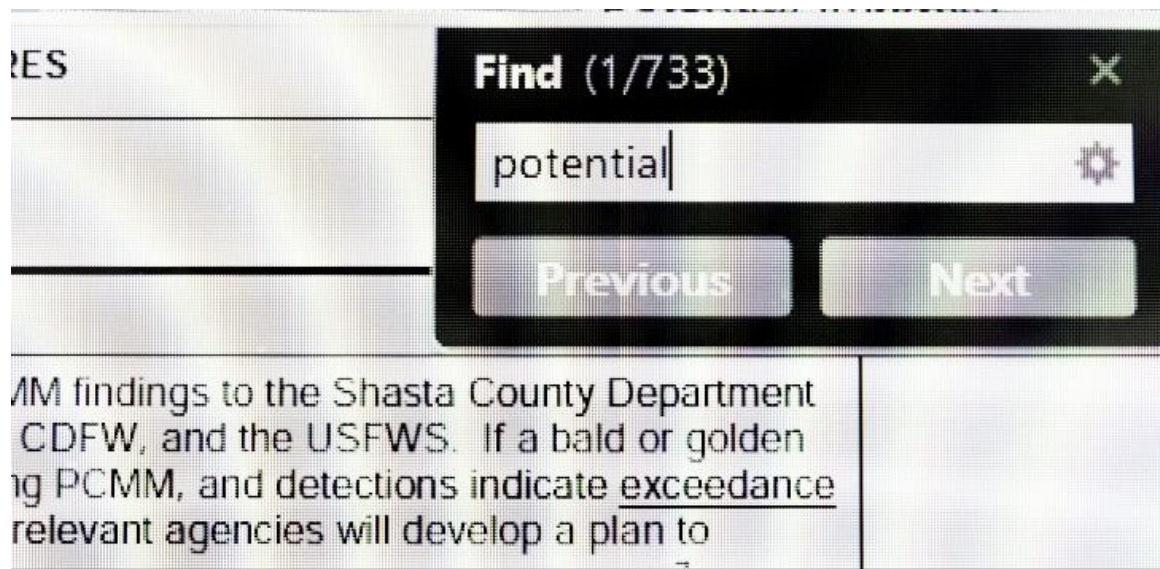 RES
Find (1/733)
potential
Previous
Next
MM findings to the Shasta County Department
CDFW, and the USFWS. If a bald or golden
ng PCMM, and detections indicate exceedance
relevant agencies will develop a plan to